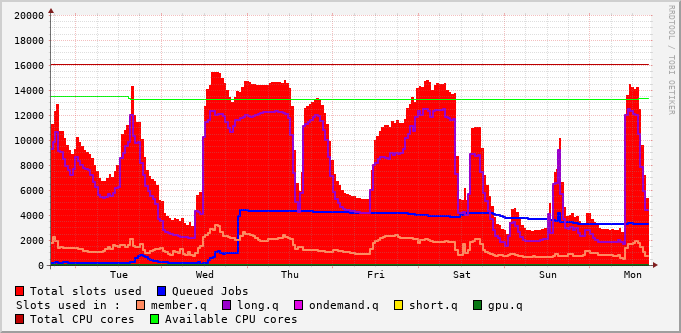 20000
18000
16000
14000
12000
10000
8000
6000
4000
2000
0
Tue Wed Thu Fri Sat Sun Mon
Total slots used Queued Jobs
Slots used in : member.q long.q ondemand.q short.q gpu.q
Total CPU cores Available CPU cores
RRDTOOL / TOBI OETIKER